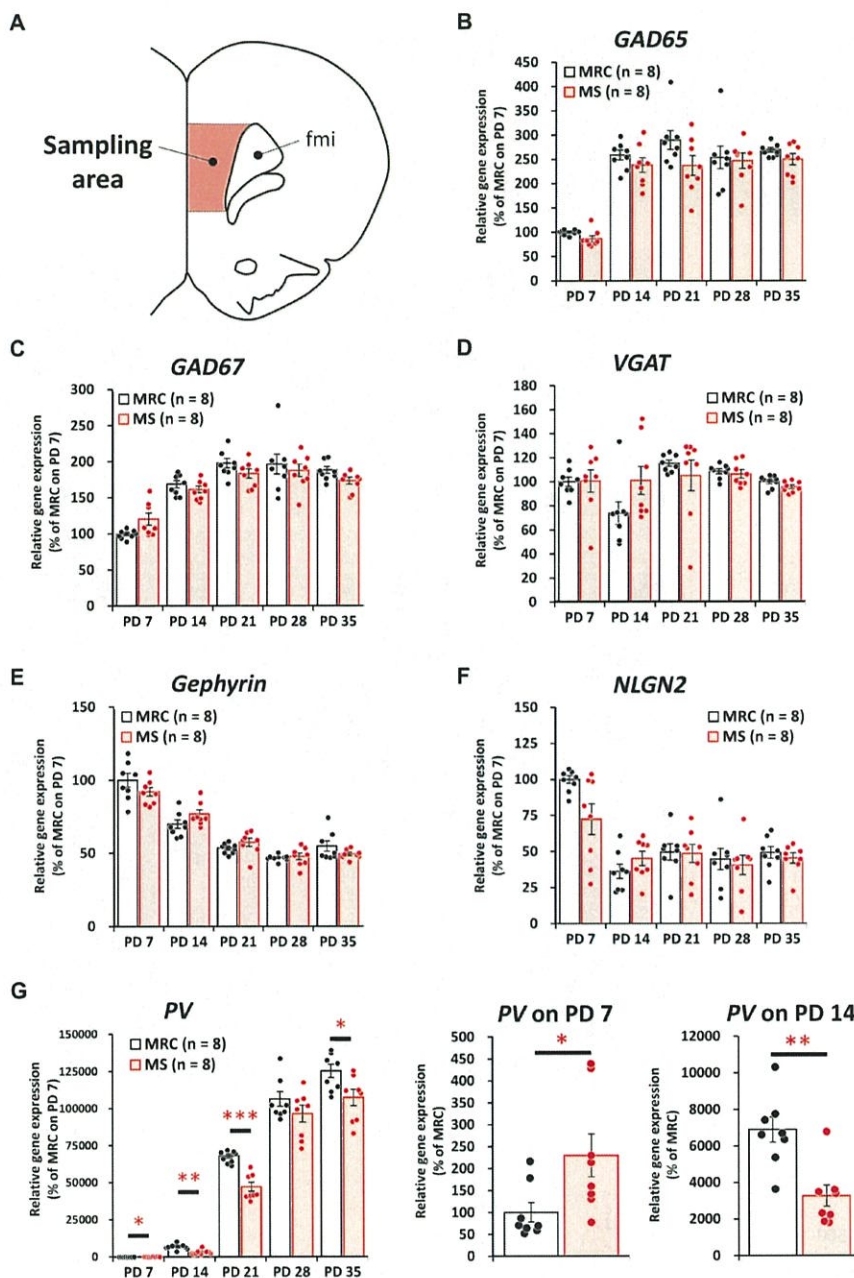 A
Sampling
area
fmi
B
GAD65
MRC (n = 8)
MS (n = 8)
Relative gene expression
(% of MRC on PD 7)
450
400
350
300
250
200
150
100
50
0
PD 7 PD 14 PD 21 PD 28 PD 35
C
GAD67
MRC (n = 8)
MS (n = 8)
Relative gene expression
(% of MRC on PD 7)
300
250
200
150
100
50
0
PD 7 PD 14 PD 21 PD 28 PD 35
D
VGAT
MRC (n = 8)
MS (n = 8)
Relative gene expression
(% of MRC on PD 7)
180
160
140
120
100
80
60
40
20
0
PD 7 PD 14 PD 21 PD 28 PD 35
E
Gephyrin
MRC (n = 8)
MS (n = 8)
Relative gene expression
(% of MRC on PD 7)
150
100
50
0
PD 7 PD 14 PD 21 PD 28 PD 35
F
NLGN2
MRC (n = 8)
MS (n = 8)
Relative gene expression
(% of MRC on PD 7)
150
125
100
75
50
25
0
PD 7 PD 14 PD 21 PD 28 PD 35
G
PV
MRC (n = 8)
MS (n = 8)
Relative gene expression
(% of MRC on PD 7)
150000
125000
100000
75000
50000
25000
0
*
**
***
*
PD 7 PD 14 PD 21 PD 28 PD 35
PV on PD 7
*
Relative gene expression
(% of MRC)
500
450
400
350
300
250
200
150
100
50
0
PV on PD 14
**
Relative gene expression
(% of MRC)
12000
10000
8000
6000
4000
2000
0